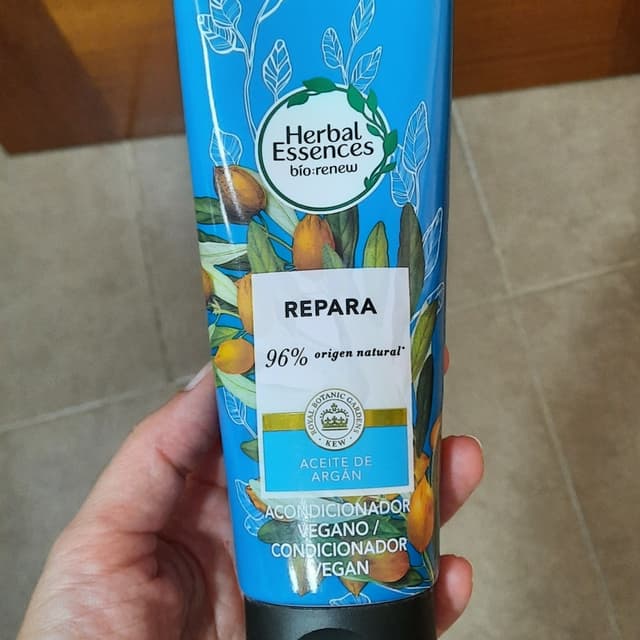 Herbal
Essences
bío:renew
REPARA
96% origen natural*
ROYAL BOTANIC GARDENS
KEW
ACEITE DE
ARGÁN
ACONDICIONADOR
VEGANO /
CONDICIONADOR
VEGAN